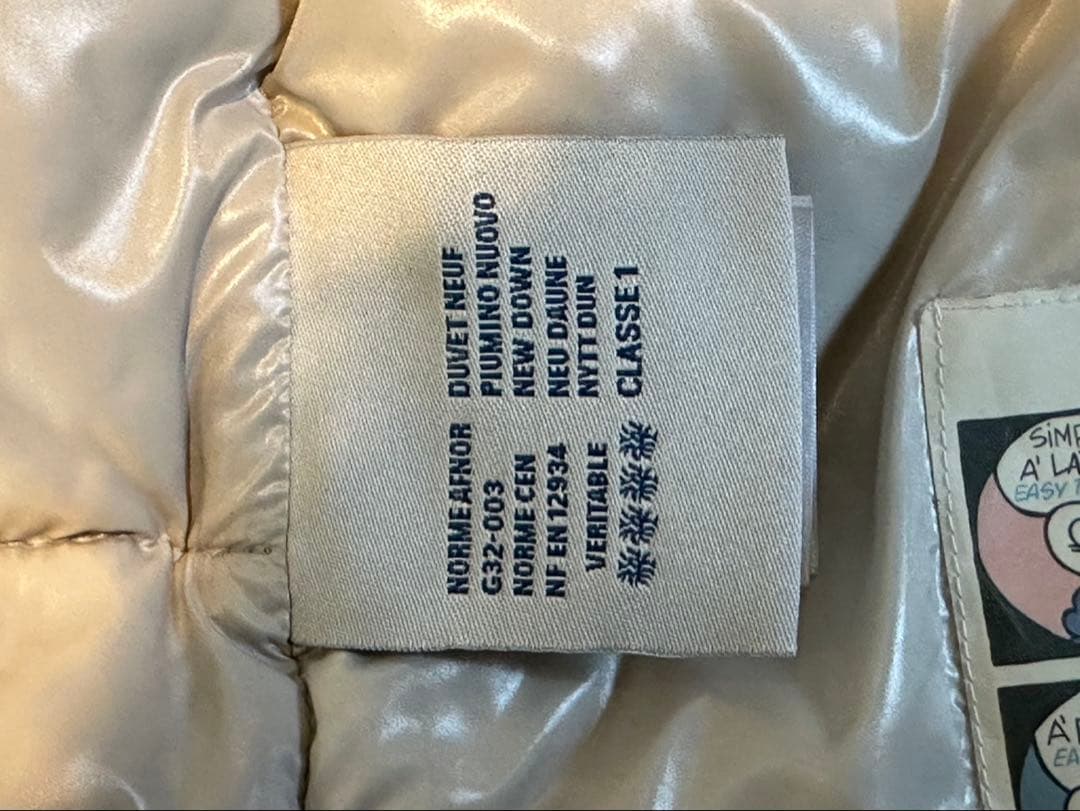 NORME AFNOR DUVET NEUF
G32-003 PIUMINO NUOVO
NORME CEN NEW DOWN
NF EN 12934 NEU DAUNE
VERITABLE NYTT DUN
CLASSE 1
SiMP
A' LA
EASY
A'
EA